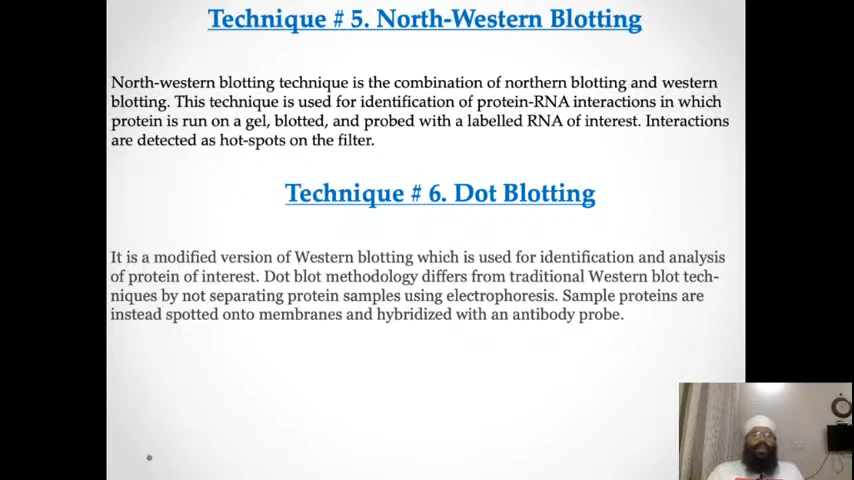 Technique # 5. North-Western Blotting
North-western blotting technique is the combination of northern blotting and western
blotting. This technique is used for identification of protein-RNA interactions in which
protein is run on a gel, blotted, and probed with a labelled RNA of interest. Interactions
are detected as hot-spots on the filter.
Technique # 6. Dot Blotting
It is a modified version of Western blotting which is used for identification and analysis
of protein of interest. Dot blot methodology differs from traditional Western blot tech-
niques by not separating protein samples using electrophoresis. Sample proteins are
instead spotted onto membranes and hybridized with an antibody probe.